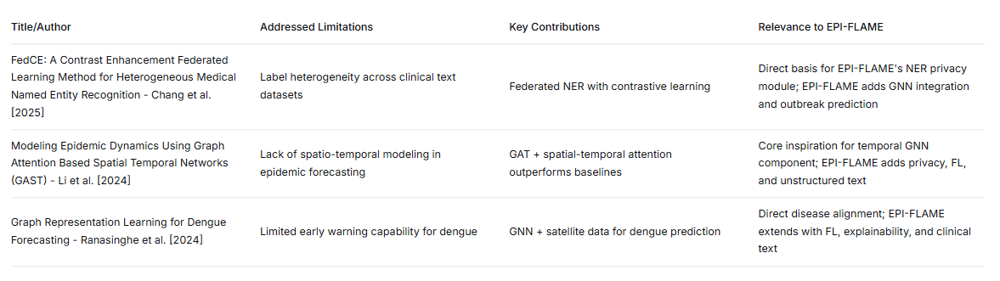 Title/Author
Addressed Limitations
Key Contributions
Relevance to EPI-FLAME
FedCE: A Contrast Enhancement Federated
Learning Method for Heterogeneous Medical
Named Entity Recognition - Chang et al.
[2025]
Label heterogeneity across clinical text
datasets
Federated NER with contrastive learning
Direct basis for EPI-FLAME's NER privacy
module; EPI-FLAME adds GNN integration
and outbreak prediction
Modeling Epidemic Dynamics Using Graph
Attention Based Spatial Temporal Networks
(GAST) - Li et al. [2024]
Lack of spatio-temporal modeling in
epidemic forecasting
GAT + spatial-temporal attention
outperforms baselines
Core inspiration for temporal GNN
component; EPI-FLAME adds privacy, FL,
and unstructured text
Graph Representation Learning for Dengue
Forecasting - Ranasinghe et al. [2024]
Limited early warning capability for dengue
GNN + satellite data for dengue prediction
Direct disease alignment; EPI-FLAME
extends with FL, explainability, and clinical
text